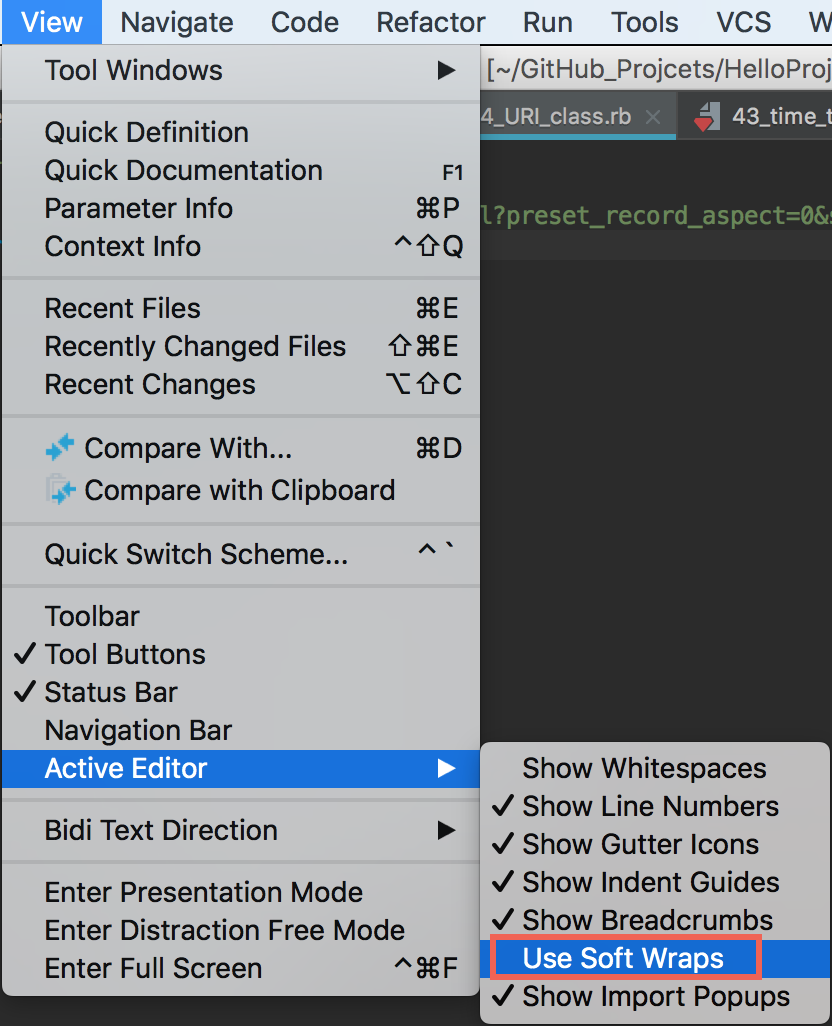 View Navigate Code Refactor Run Tools VCS
Tool Windows ▶
[~/GitHub_Projcets/HelloProj
4_URI_class.rb × 43_time_t
Quick Definition
Quick Documentation F1
Parameter Info ⌘P
l?preset_record_aspect=0&
Context Info ^⇧Q
Recent Files ⌘E
Recently Changed Files ⇧⌘E
Recent Changes ⌥⇧C
Compare With... ⌘D
Compare with Clipboard
Quick Switch Scheme... ^`
Toolbar
✓ Tool Buttons
✓ Status Bar
Navigation Bar
Active Editor ▶
Bidi Text Direction ▶
Enter Presentation Mode
Enter Distraction Free Mode
Enter Full Screen ^⌘F
Show Whitespaces
✓ Show Line Numbers
✓ Show Gutter Icons
✓ Show Indent Guides
✓ Show Breadcrumbs
Use Soft Wraps
✓ Show Import Popups